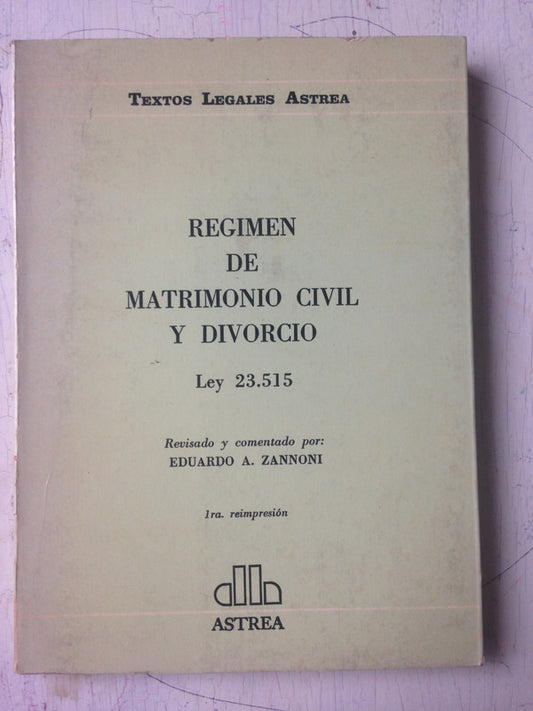 TEXTOS LEGALES ASTREA
REGIMEN
DE
MATRIMONIO CIVIL
Y DIVORCIO
Ley 23.515
Revisado y comentado por:
EDUARDO A. ZANNONI
1ra. reimpresión
ASTREA